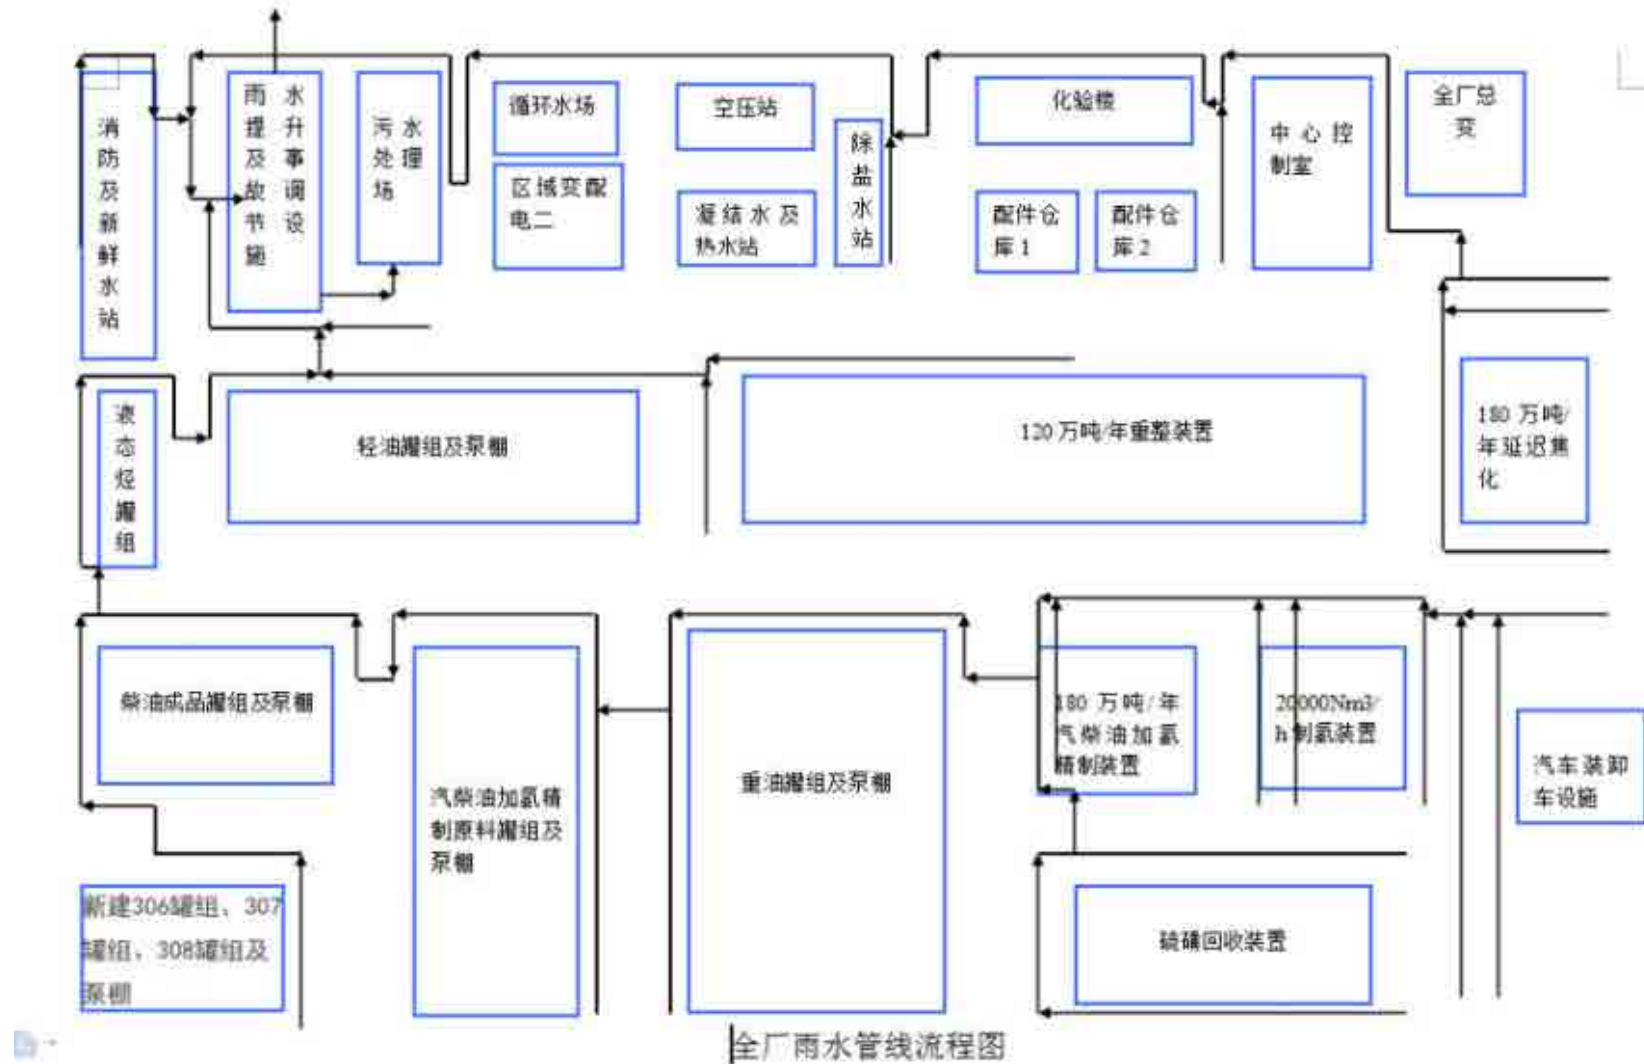 消
防
及
新
鲜
水
站
雨水
提升
及事
故调
节设
施
污水
处理
场
循环水场
区域变配
电二
空压站
凝结水及
热水站
除
盐
水
站
化验楼
配件仓
库1
配件仓
库2
中心控
制室
全厂总
变
液
态
烃
罐
组
轻油罐组及泵棚
120万吨/年重整装置
180万吨/
年延迟焦
化
柴油成品罐组及泵棚
汽柴油加氢精
制原料罐组及
泵棚
重油罐组及泵棚
180万吨/年
汽柴油加氢
精制装置
20000Nm3/
h制氢装置
汽车装卸
车设施
新建306罐组、307
罐组、308罐组及
泵棚
硫磺回收装置
全厂雨水管线流程图